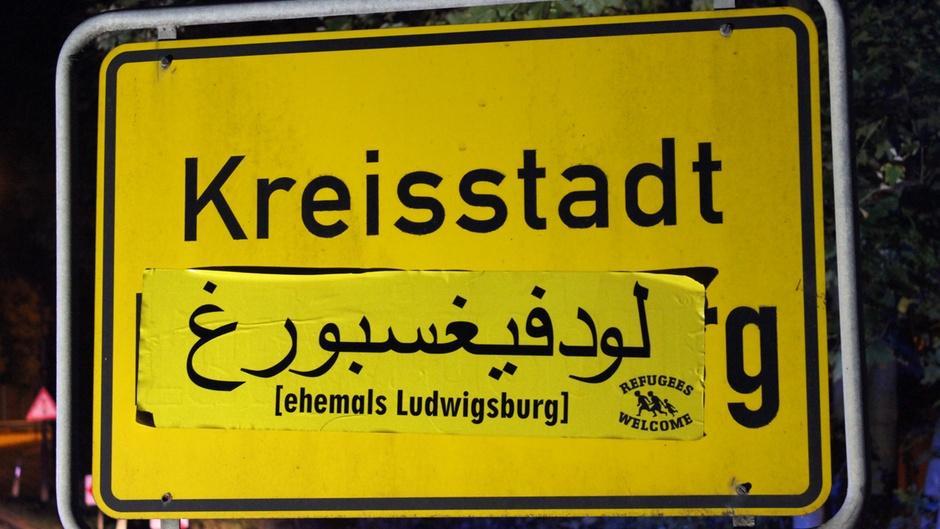 Kreisstadt
لودفيغسبورغ
rg
[ehemals Ludwigsburg]
REFUGEES
WELCOME